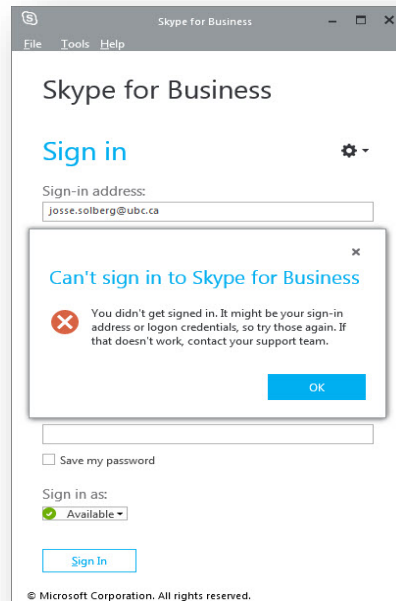 Skype for Business
File Tools Help
Skype for Business
Sign in
Sign-in address:
josse.solberg@ubc.ca
Can't sign in to Skype for Business
You didn't get signed in. It might be your sign-in
address or logon credentials, so try those again. If
that doesn't work, contact your support team.
OK
Save my password
Sign in as:
Available
Sign In
© Microsoft Corporation. All rights reserved.